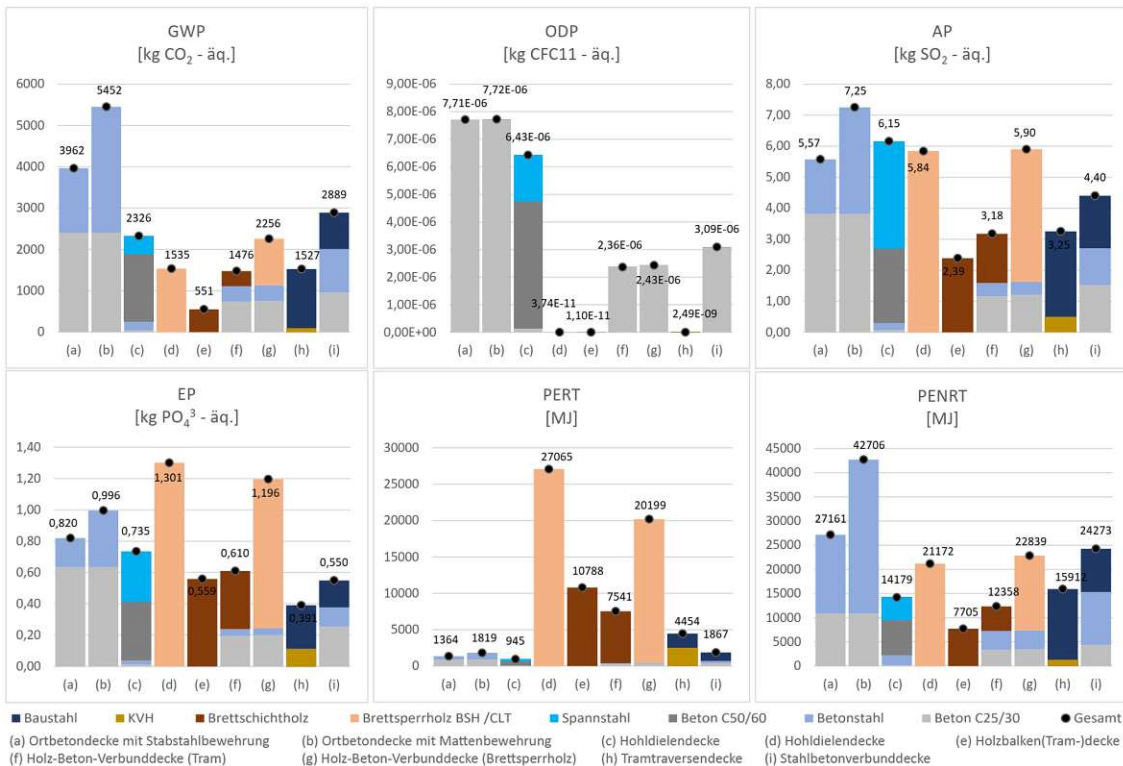 GWP
[kg CO₂ - äq.]
6000
5000
4000
3000
2000
1000
0
3962
5452
2326
1535
551
1476
2256
1527
2889
(a) (b) (c) (d) (e) (f) (g) (h) (i)
ODP
[kg CFC11 - äq.]
9,00E-06
8,00E-06
7,00E-06
6,00E-06
5,00E-06
4,00E-06
3,00E-06
2,00E-06
1,00E-06
0,00E+00
7,71E-06
7,72E-06
6,43E-06
3,74E-11
1,10E-11
2,36E-06
2,43E-06
2,49E-09
3,09E-06
(a) (b) (c) (d) (e) (f) (g) (h) (i)
AP
[kg SO₂ - äq.]
8,00
7,00
6,00
5,00
4,00
3,00
2,00
1,00
0,00
5,57
7,25
6,15
5,84
2,39
3,18
5,90
3,25
4,40
(a) (b) (c) (d) (e) (f) (g) (h) (i)
EP
[kg PO₄³ - äq.]
1,40
1,20
1,00
0,80
0,60
0,40
0,20
0,00
0,820
0,996
0,735
1,301
0,559
0,610
1,196
0,391
0,550
(a) (b) (c) (d) (e) (f) (g) (h) (i)
PERT
[MJ]
30000
25000
20000
15000
10000
5000
0
1364
1819
945
27065
10788
7541
20199
4454
1867
(a) (b) (c) (d) (e) (f) (g) (h) (i)
PENRT
[MJ]
45000
40000
35000
30000
25000
20000
15000
10000
5000
0
27161
42706
14179
21172
7705
12358
22839
15912
24273
(a) (b) (c) (d) (e) (f) (g) (h) (i)
Baustahl KVH Brettschichtholz Brettsperrholz BSH /CLT Spannstahl Beton C50/60 Betonstahl Beton C25/30 Gesamt
(a) Ortbetondecke mit Stabstahlbewehrung (b) Ortbetondecke mit Mattenbewehrung (c) Hohldielendecke (d) Hohldielendecke (e) Holzbalken(Tram-)decke
(f) Holz-Beton-Verbunddecke (Tram) (g) Holz-Beton-Verbunddecke (Brettsperrholz) (h) Tramtraversendecke (i) Stahlbetonverbunddecke